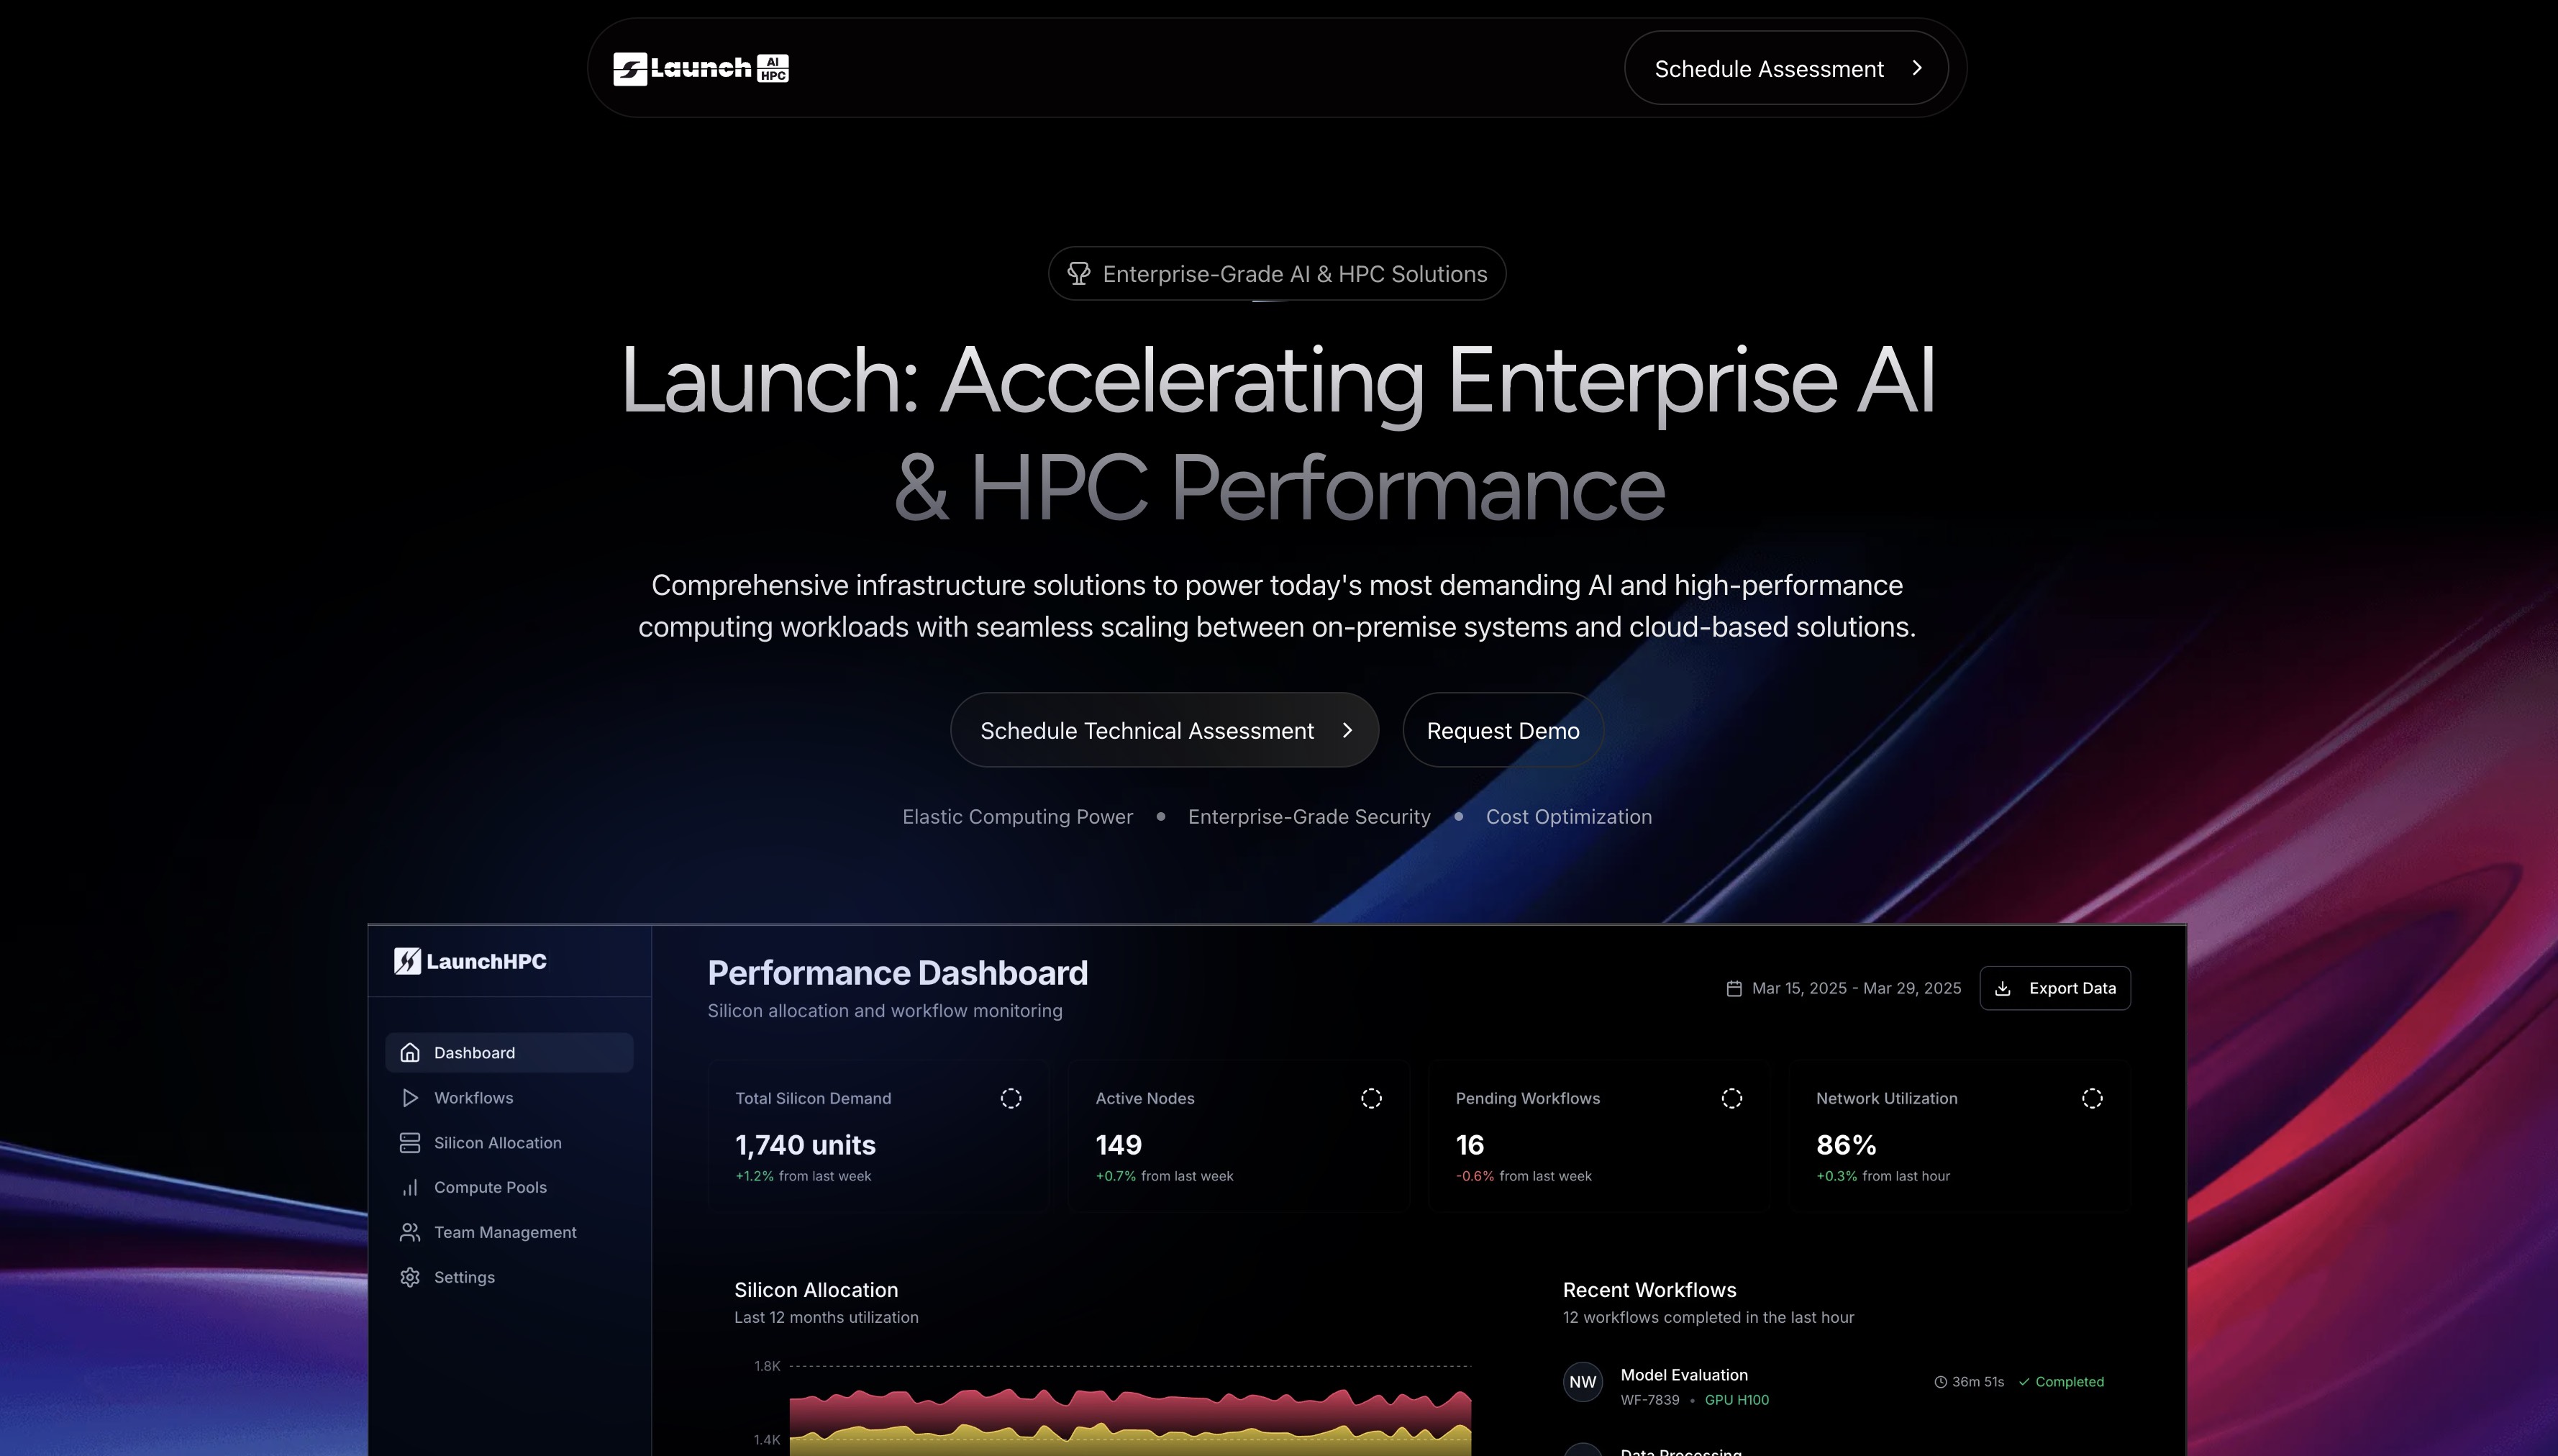 Launch AI HPC
Schedule Assessment
Enterprise-Grade AI & HPC Solutions
Launch: Accelerating Enterprise AI
& HPC Performance
Comprehensive infrastructure solutions to power today's most demanding AI and high-performance
computing workloads with seamless scaling between on-premise systems and cloud-based solutions.
Schedule Technical Assessment
Request Demo
Elastic Computing Power • Enterprise-Grade Security • Cost Optimization
LaunchHPC
Dashboard
Workflows
Silicon Allocation
Compute Pools
Team Management
Settings
Performance Dashboard
Silicon allocation and workflow monitoring
Mar 15, 2025 - Mar 29, 2025
Export Data
Total Silicon Demand
1,740 units
+1.2% from last week
Active Nodes
149
+0.7% from last week
Pending Workflows
16
-0.6% from last week
Network Utilization
86%
+0.3% from last hour
Silicon Allocation
Last 12 months utilization
1.8K
1.4K
Recent Workflows
12 workflows completed in the last hour
NW
Model Evaluation
WF-7839 • GPU H100
36m 51s
Completed
Data Processing